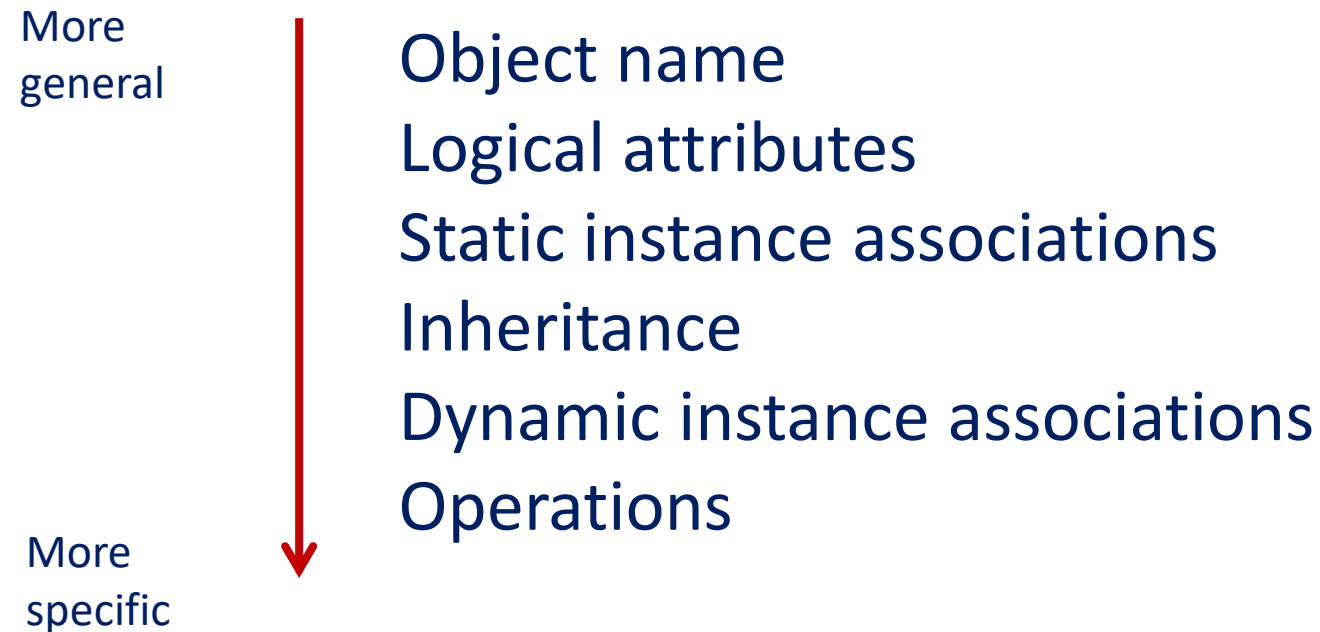 More
general
Object name
Logical attributes
Static instance associations
Inheritance
Dynamic instance associations
Operations
More
specific